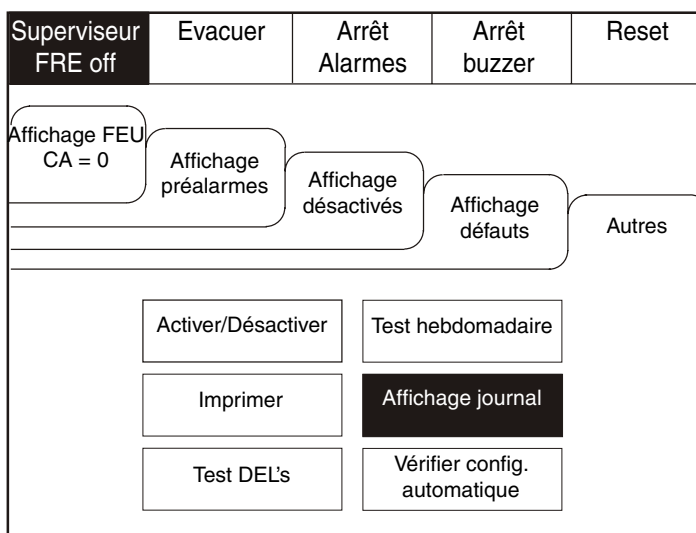 Superviseur
FRE off
Evacuer
Arrêt
Alarmes
Arrêt
buzzer
Reset
Affichage FEU
CA = 0
Affichage
préalarmes
Affichage
désactivés
Affichage
défauts
Autres
Activer/Désactiver
Test hebdomadaire
Imprimer
Affichage journal
Test DEL's
Vérifier config.
automatique